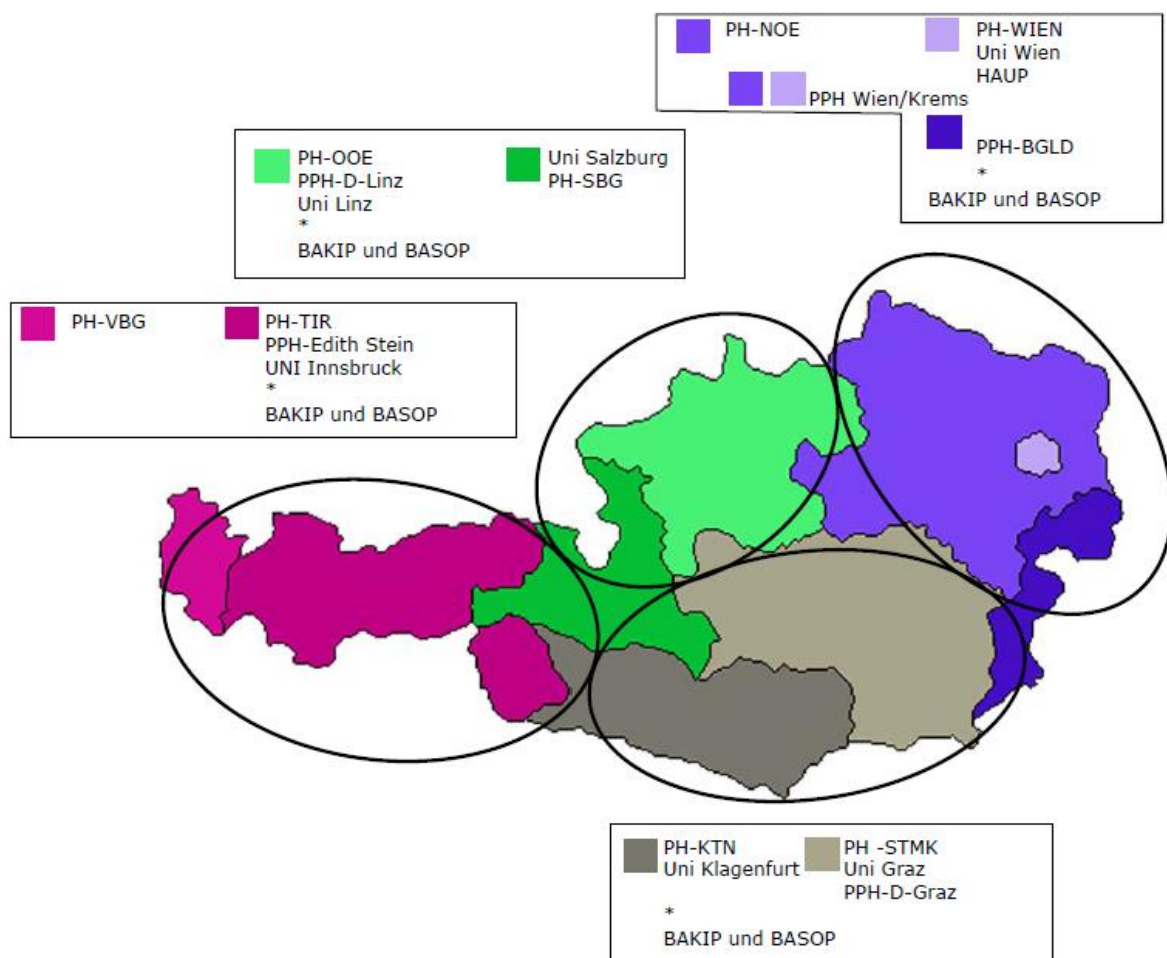 PH-NOE
PH-WIEN
Uni Wien
HAUP
PPH Wien/Krems
PPH-BGLD
*
BAKIP und BASOP
PH-OOE
PPH-D-Linz
Uni Linz
*
BAKIP und BASOP
Uni Salzburg
PH-SBG
PH-VBG
PH-TIR
PPH-Edith Stein
UNI Innsbruck
*
BAKIP und BASOP
PH-KTN
Uni Klagenfurt
PH -STMK
Uni Graz
PPH-D-Graz
*
BAKIP und BASOP